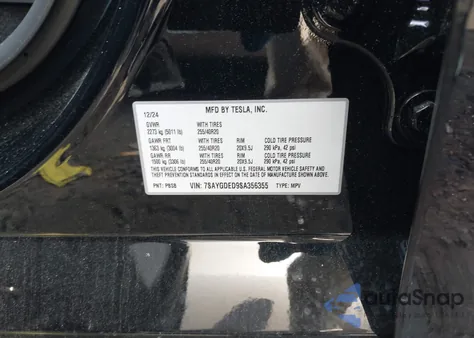 MFD BY TESLA, INC.
12/24
GVWR WITH TIRES
2273 kg (5011 lb) 255/40R20
GAWR FRT WITH TIRES RIM COLD TIRE PRESSURE
1363 kg (3004 lb) 255/40R20 20X9.5J 290 kPa, 42 psi
GAWR RR WITH TIRES RIM COLD TIRE PRESSURE
1500 kg (3306 lb) 255/40R20 20X9.5J 290 kPa, 42 psi
THIS VEHICLE CONFORMS TO ALL APPLICABLE U.S. FEDERAL MOTOR VEHICLE SAFETY
AND THEFT PREVENTION STANDARDS IN EFFECT ON THE DATE OF MANUFACTURE SHOWN ABOVE.
PNT: PBSB VIN: 7SAYGDED9SA356355 TYPE: MPV
autoSnap